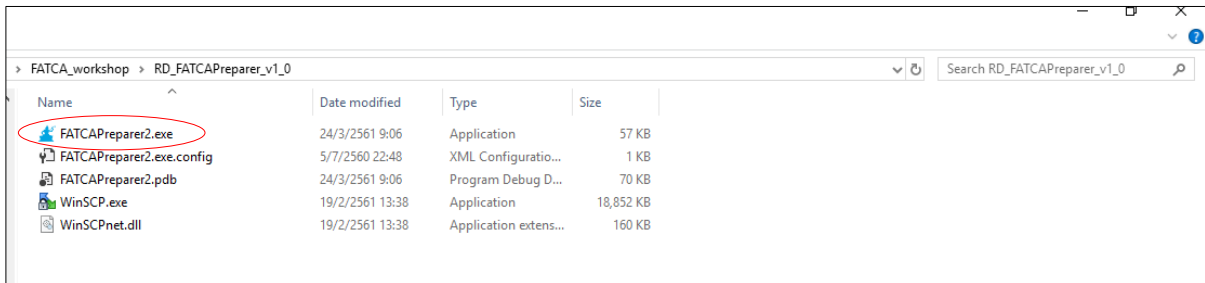 > FATCA_workshop > RD_FATCAPreparer_v1_0 Search RD_FATCAPreparer_v1_0
Name Date modified Type Size
FATCAPreparer2.exe 24/3/2561 9:06 Application 57 KB
FATCAPreparer2.exe.config 5/7/2560 22:48 XML Configuratio... 1 KB
FATCAPreparer2.pdb 24/3/2561 9:06 Program Debug D... 70 KB
WinSCP.exe 19/2/2561 13:38 Application 18,852 KB
WinSCPnet.dll 19/2/2561 13:38 Application extens... 160 KB